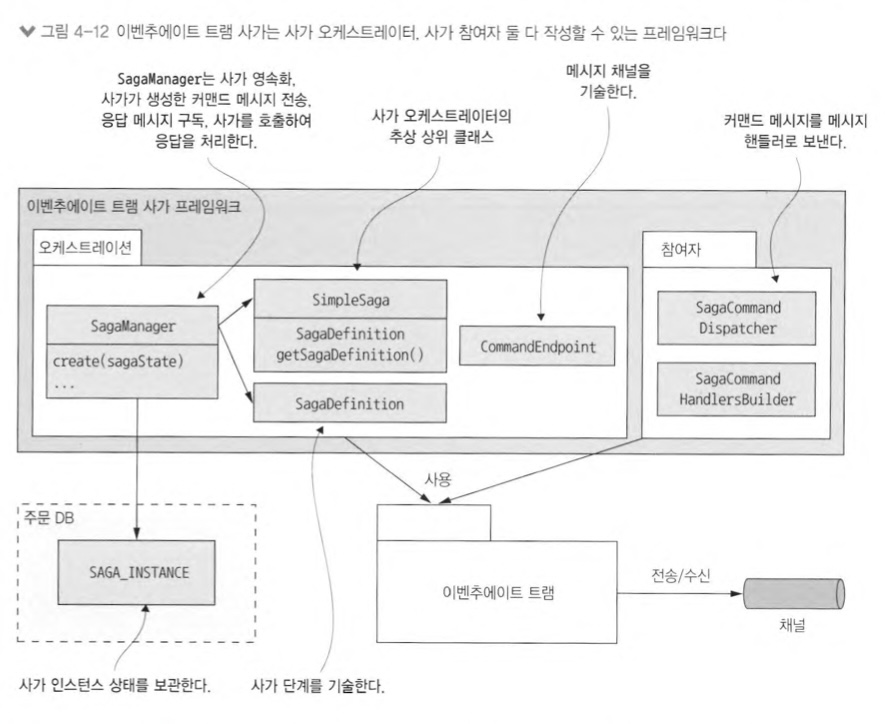 그림 4-12 이벤추에이트 트램 사가는 사가 오케스트레이터, 사가 참여자 둘 다 작성할 수 있는 프레임워크다
SagaManager는 사가 영속화,
사가가 생성한 커맨드 메시지 전송,
응답 메시지 구독, 사가를 호출하여
응답을 처리한다.
사가 오케스트레이터의
추상 상위 클래스
메시지 채널을
기술한다.
커맨드 메시지를 메시지
핸들러로 보낸다.
이벤추에이트 트램 사가 프레임워크
오케스트레이션
SagaManager
create(sagaState)
...
SimpleSaga
SagaDefinition
getSagaDefinition()
SagaDefinition
CommandEndpoint
참여자
SagaCommand
Dispatcher
SagaCommand
HandlersBuilder
사용
주문 DB
SAGA_INSTANCE
이벤추에이트 트램
전송/수신
채널
사가 인스턴스 상태를 보관한다.
사가 단계를 기술한다.